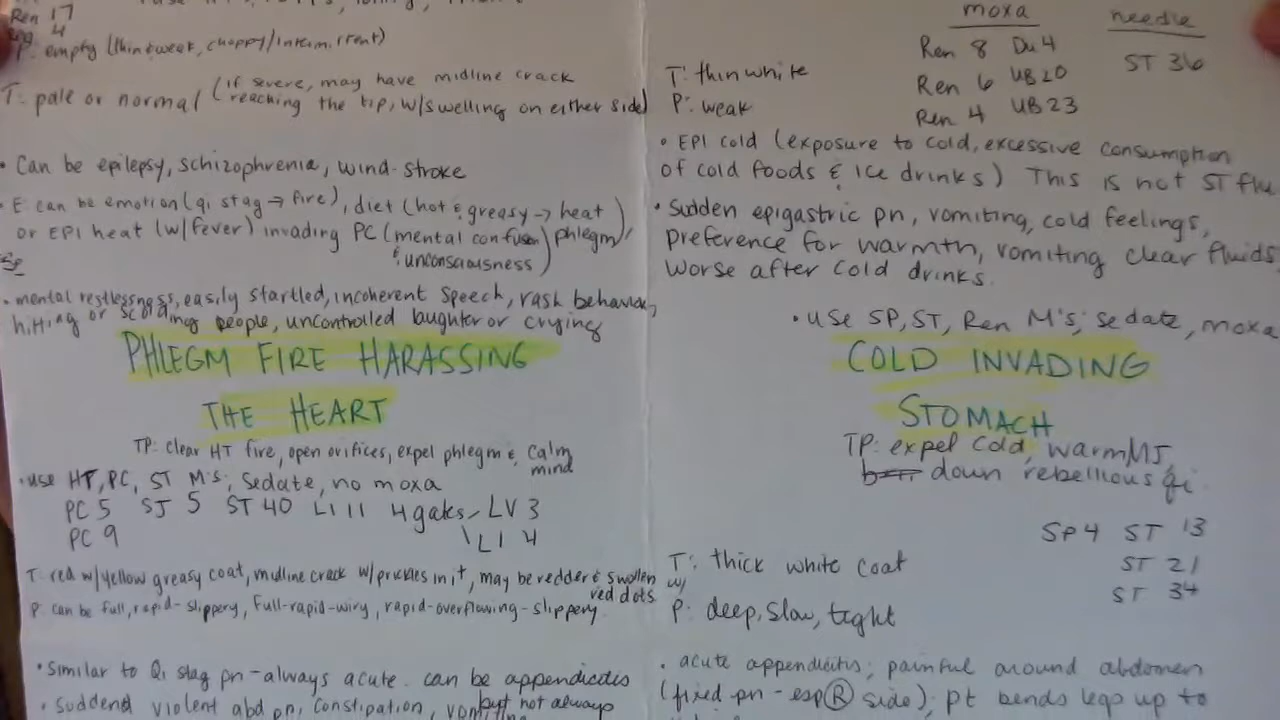 Ren 17
P: empty (thin & weak, choppy/intermittent)
T: pale or normal (if severe, may have midline crack
reaching the tip, w/swelling on either side)
• Can be epilepsy, schizophrenia, wind-stroke
• E: can be emotion (qi stag → fire), diet (hot & greasy → heat
or EPI heat (w/fever) invading PC (mental confusn phlegm),
& unconsciousness)
• mental restlessness, easily startled, incoherent speech, rash behavior,
hitting or scolding people, uncontrolled laughter or crying
PHLEGM FIRE HARASSING
THE HEART
TP: clear HT fire, open orifices, expel phlegm & calm
mind
• use HT, PC, ST M's; sedate, no moxa
PC 5 SJ 5 ST 40 LI 11 4 gates - LV 3
PC 9 \ LI 4
T: red w/yellow greasy coat, midline crack w/prickles in it, may be redder & swollen w/
red dots
P: can be full, rapid-slippery, full-rapid-wiry, rapid-overflowing-slippery
• similar to Qi stag pn - always acute. can be appendicitis
but not always
• suddend violent abd pn, constipation, vomiting
moxa needle
Ren 8 Du 4 ST 36
Ren 6 UB20
Ren 4 UB23
T: thin white
P: weak
• EPI cold (exposure to cold, excessive consumption
of cold foods & ice drinks) This is not ST flu
• Sudden epigastric pn, vomiting, cold feelings,
preference for warmth, vomiting clear fluids
worse after cold drinks.
• use SP, ST, Ren M's; sedate, moxa
COLD INVADING
STOMACH
TP: expel cold, warm MJ,
down rebellious qi
SP4 ST 13
ST 21
ST 34
T: thick white coat
P: deep, slow, tight
• acute appendicitis; painful around abdomen
(fixed pn - esp R side); pt bends legs up to